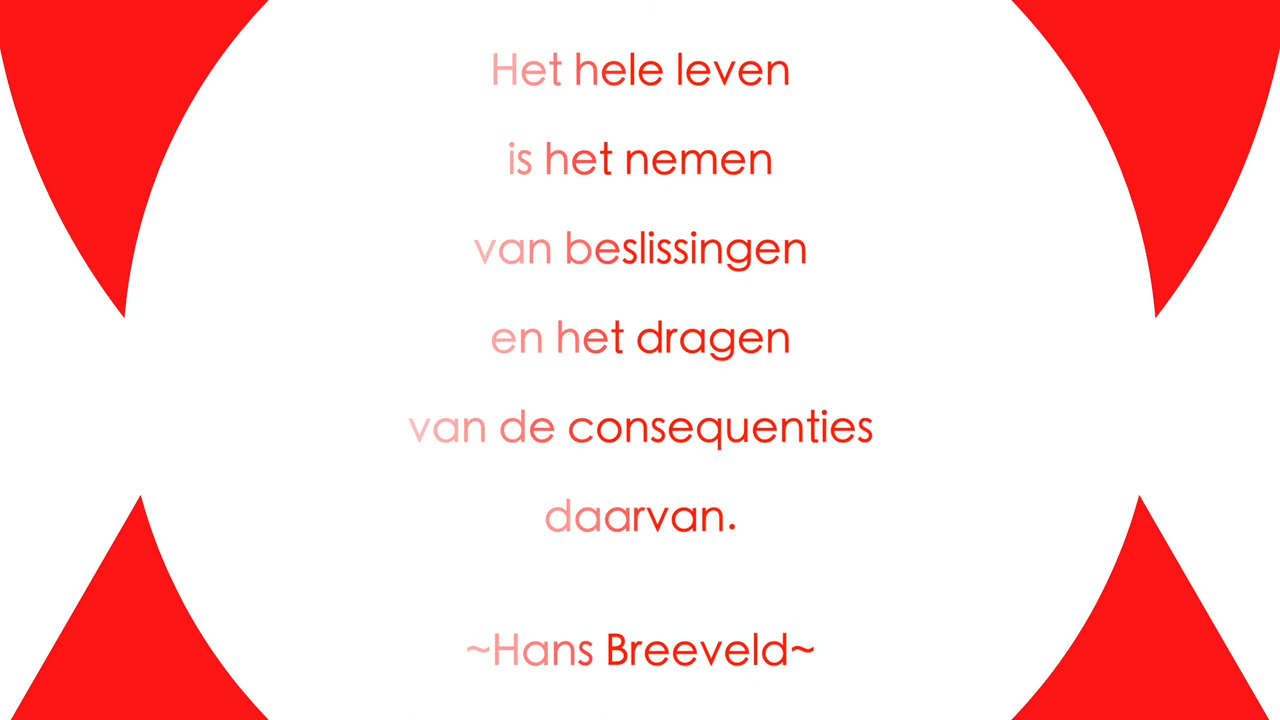 Het hele leven
is het nemen
van beslissingen
en het dragen
van de consequenties
daarvan.
~Hans Breeveld~